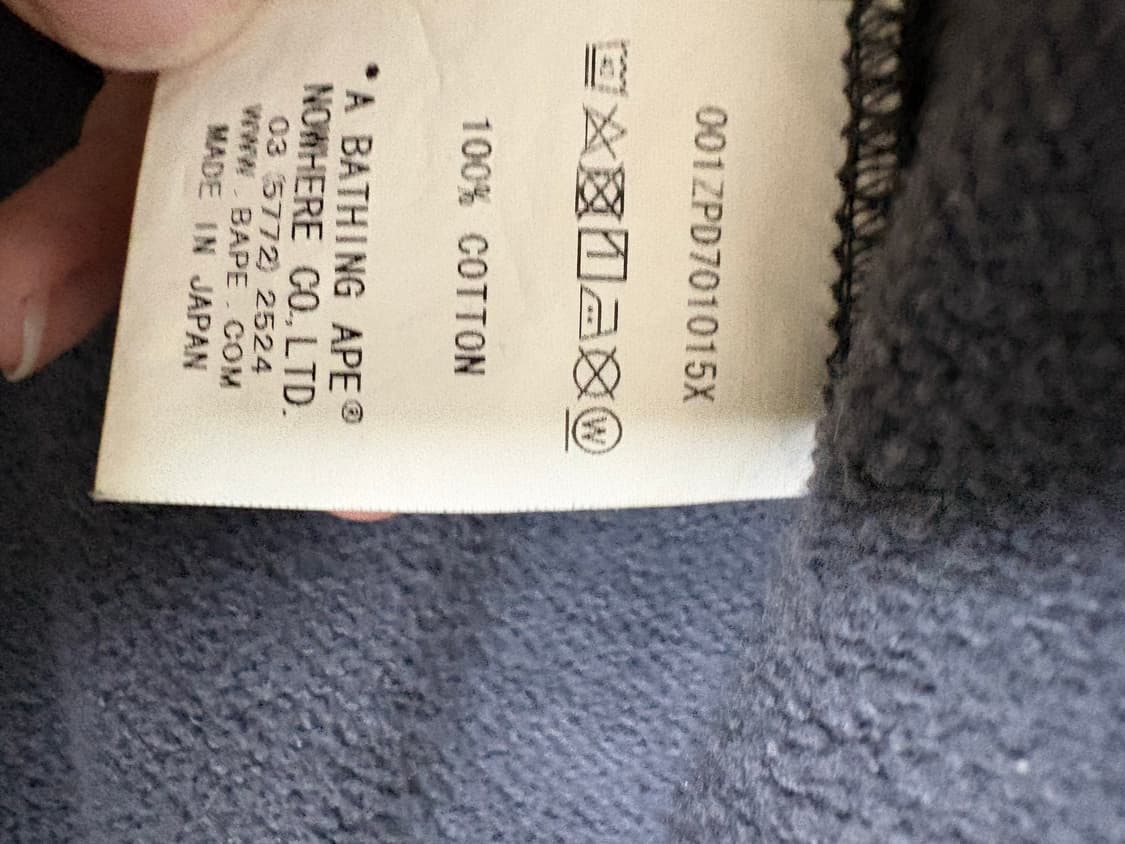 001ZPD701015X
W
100% COTTON
• A BATHING APE®
NOWHERE CO., LTD.
03 (5772) 2524
WWW. BAPE. COM
MADE IN JAPAN